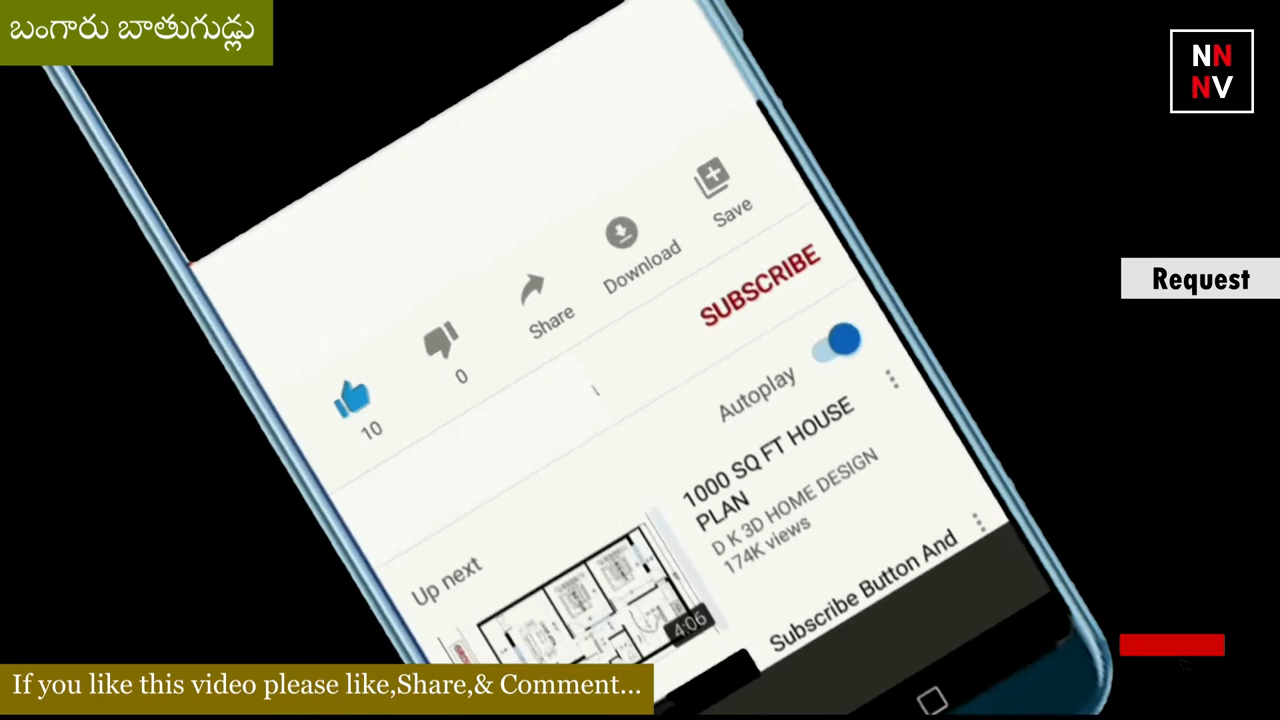 బంగారు బాతుగుడ్లు
NN
NV
Save
Download
Share
0
10
SUBSCRIBE
Request
Autoplay
Up next
1000 SQ FT HOUSE
PLAN
D K 3D HOME DESIGN
174K views
4:06
Subscribe Button And
If you like this video please like,Share,& Comment...